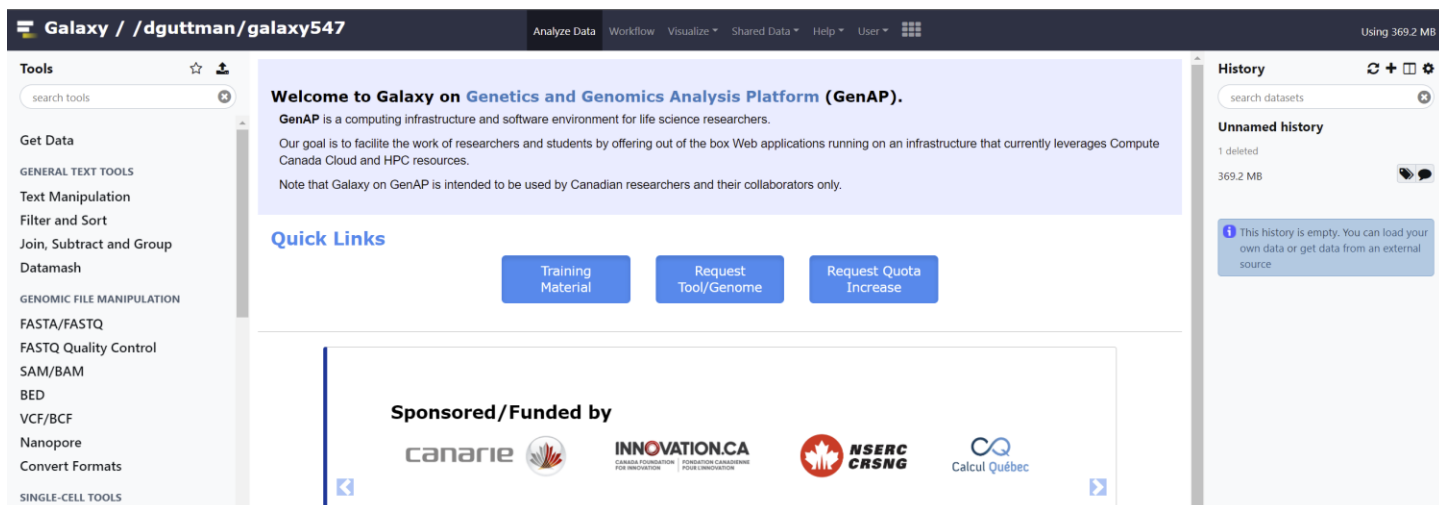 Galaxy / /dguttman/galaxy547
Analyze Data Workflow Visualize Shared Data Help User
Using 369.2 MB
Tools
search tools
Get Data
GENERAL TEXT TOOLS
Text Manipulation
Filter and Sort
Join, Subtract and Group
Datamash
GENOMIC FILE MANIPULATION
FASTA/FASTQ
FASTQ Quality Control
SAM/BAM
BED
VCF/BCF
Nanopore
Convert Formats
SINGLE-CELL TOOLS
Welcome to Galaxy on Genetics and Genomics Analysis Platform (GenAP).
GenAP is a computing infrastructure and software environment for life science researchers.
Our goal is to facilite the work of researchers and students by offering out of the box Web applications running on an infrastructure that currently leverages Compute
Canada Cloud and HPC resources.
Note that Galaxy on GenAP is intended to be used by Canadian researchers and their collaborators only.
Quick Links
Training
Material
Request
Tool/Genome
Request Quota
Increase
Sponsored/Funded by
canarie
INNOVATION.CA
CANADA FOUNDATION
FOR INNOVATION
FONDATION CANADIENNE
POUR L'INNOVATION
NSERC
CRSNG
CQ
Calcul Québec
History
search datasets
Unnamed history
1 deleted
369.2 MB
This history is empty. You can load your
own data or get data from an external
source